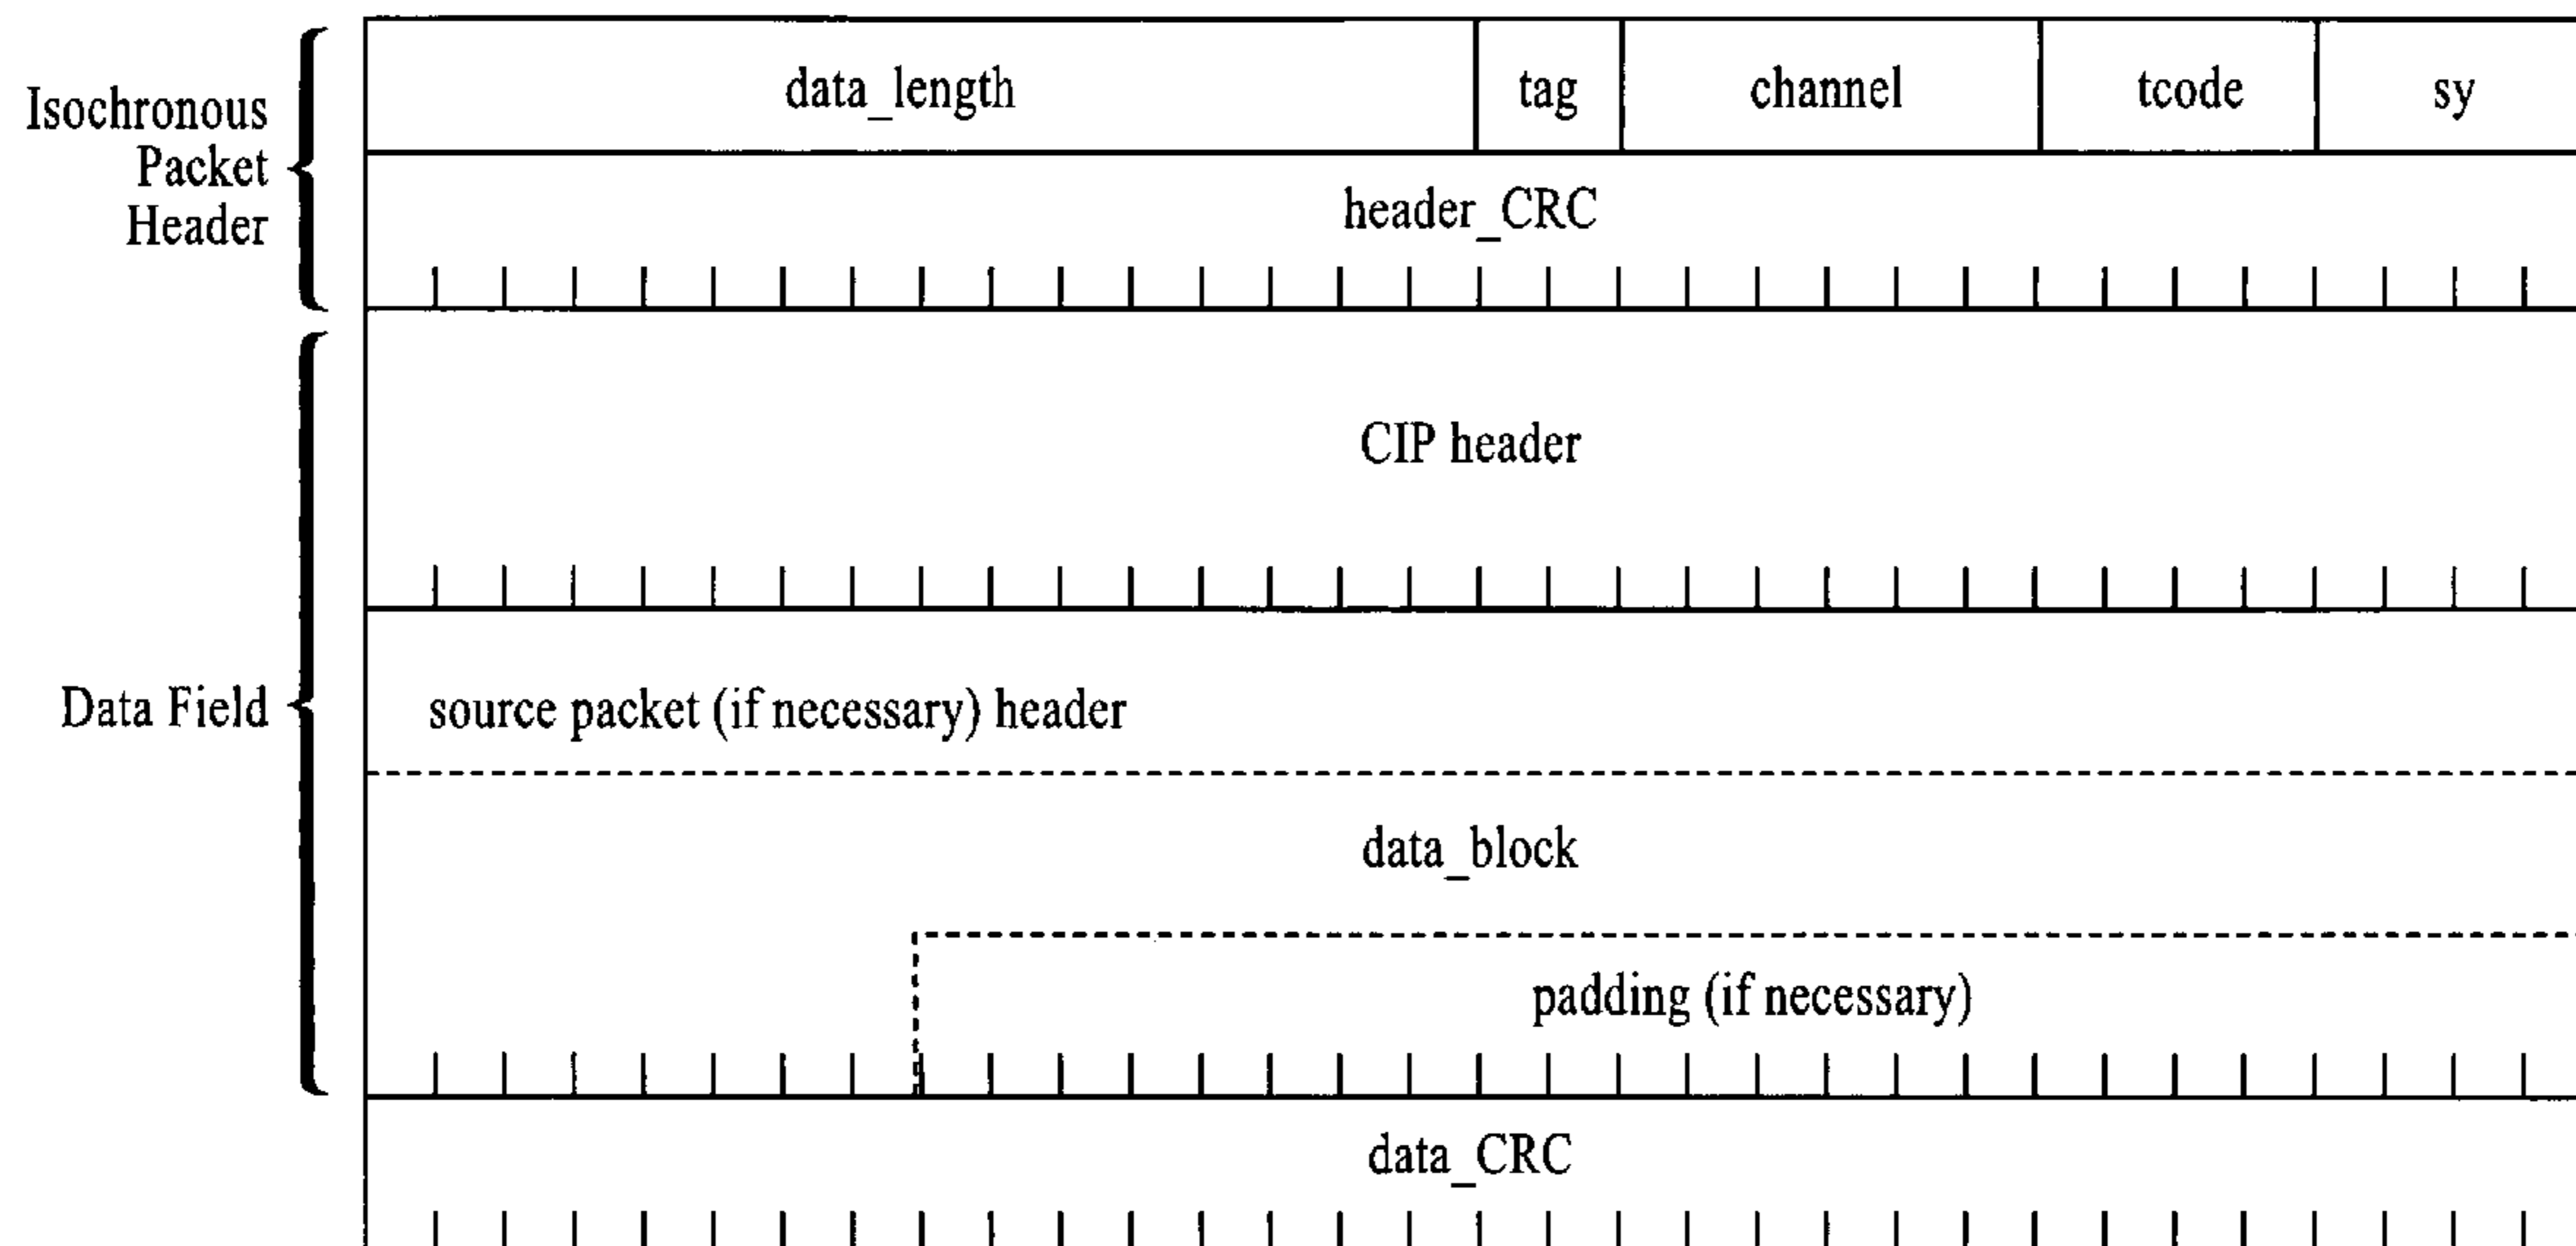 data_length tag channel tcode sy
Isochronous
Packet
Header
header_CRC
CIP header
Data Field
source packet (if necessary) header
data_block
padding (if necessary)
data_CRC